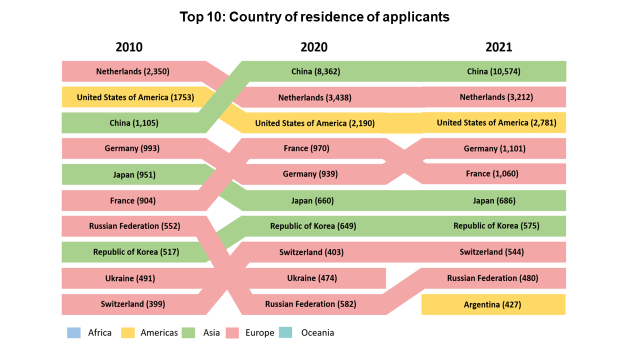 Top 10: Country of residence of applicants
2010 2020 2021
Netherlands (2,350) China (8,362) China (10,574)
United States of America (1753) Netherlands (3,438) Netherlands (3,212)
China (1,105) United States of America (2,190) United States of America (2,781)
Germany (993) France (970) Germany (1,101)
Japan (951) Germany (939) France (1,060)
France (904) Japan (660) Japan (686)
Russian Federation (552) Republic of Korea (649) Republic of Korea (575)
Republic of Korea (517) Switzerland (403) Switzerland (544)
Ukraine (491) Ukraine (474) Russian Federation (480)
Switzerland (399) Russian Federation (582) Argentina (427)
Africa Americas Asia Europe Oceania